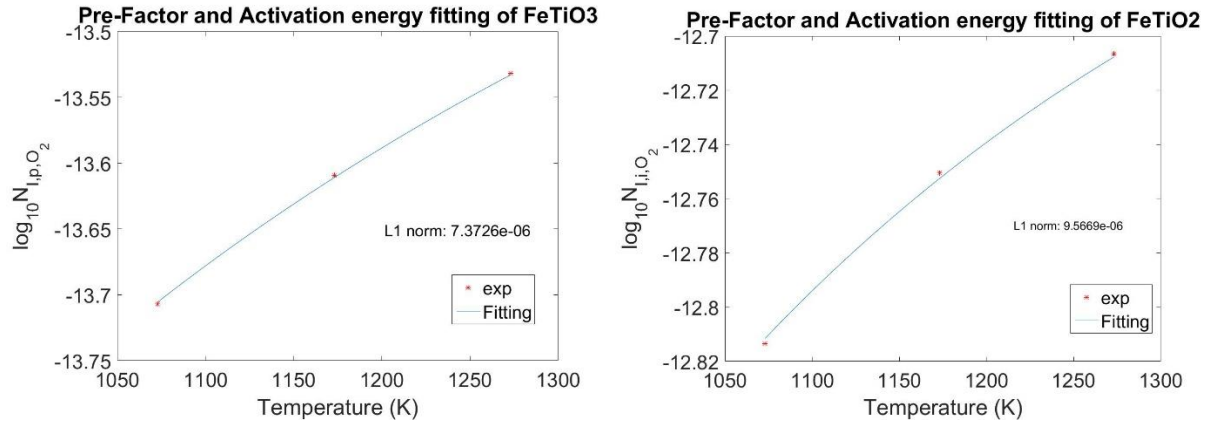 Pre-Factor and Activation energy fitting of FeTiO3
-13.5
-13.55
-13.6
-13.65
-13.7
-13.75
log10NI,p,O2
L1 norm: 7.3726e-06
exp
Fitting
1050 1100 1150 1200 1250 1300
Temperature (K)
Pre-Factor and Activation energy fitting of FeTiO2
-12.7
-12.72
-12.74
-12.76
-12.78
-12.8
-12.82
log10NI,i,O2
L1 norm: 9.5669e-06
exp
Fitting
1050 1100 1150 1200 1250 1300
Temperature (K)